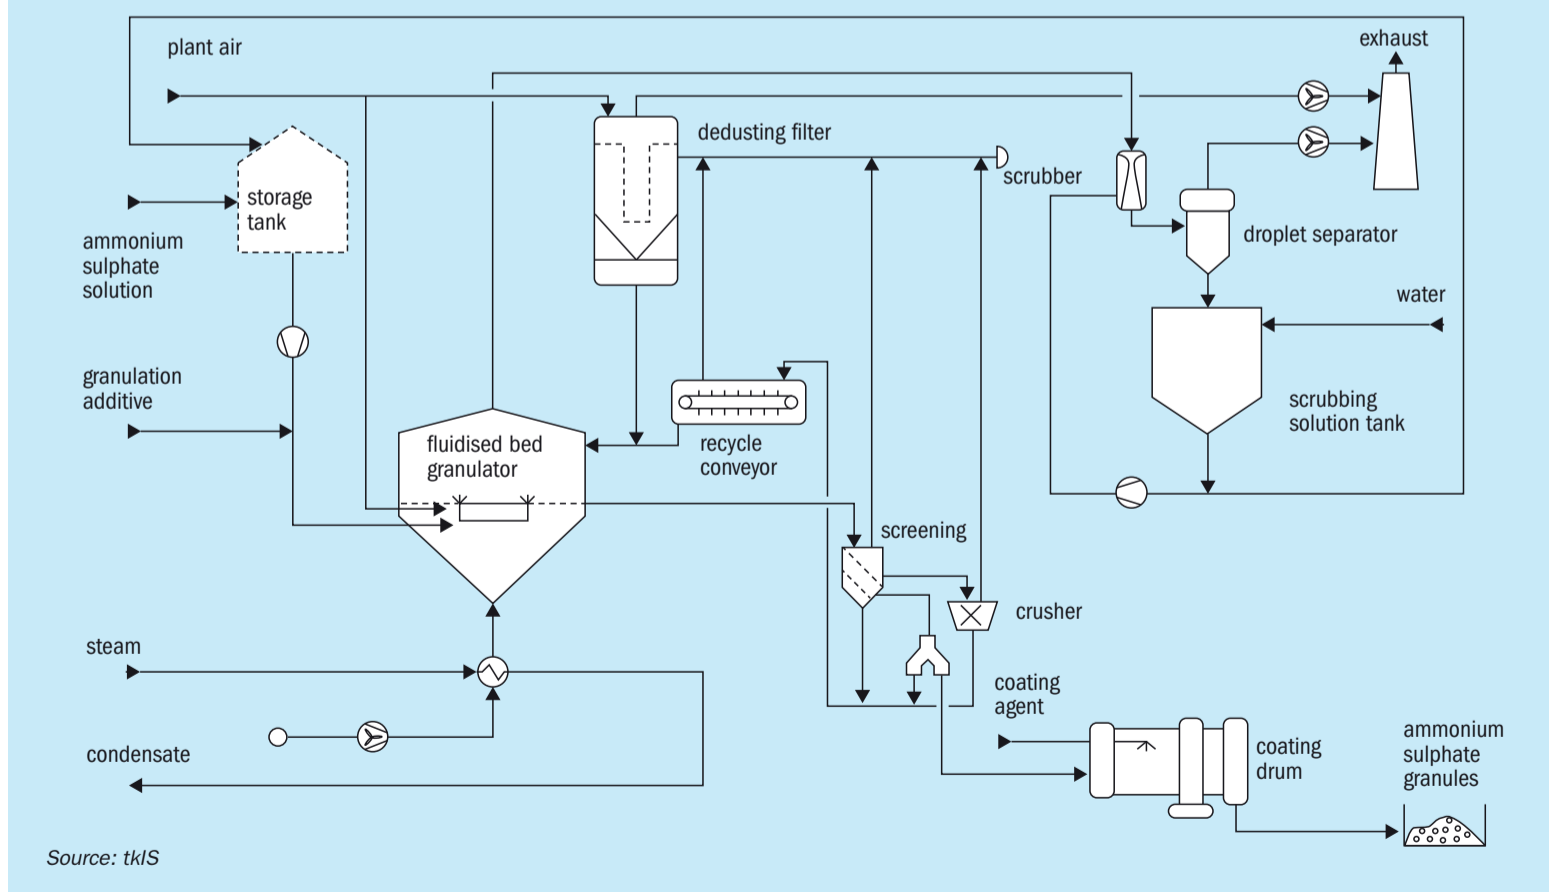 plant air
exhaust
dedusting filter
scrubber
storage
tank
droplet separator
ammonium
sulphate
solution
water
granulation
additive
scrubbing
solution tank
fluidised bed
granulator
recycle
conveyor
screening
crusher
steam
coating
agent
condensate
coating
drum
ammonium
sulphate
granules
Source: tkIS